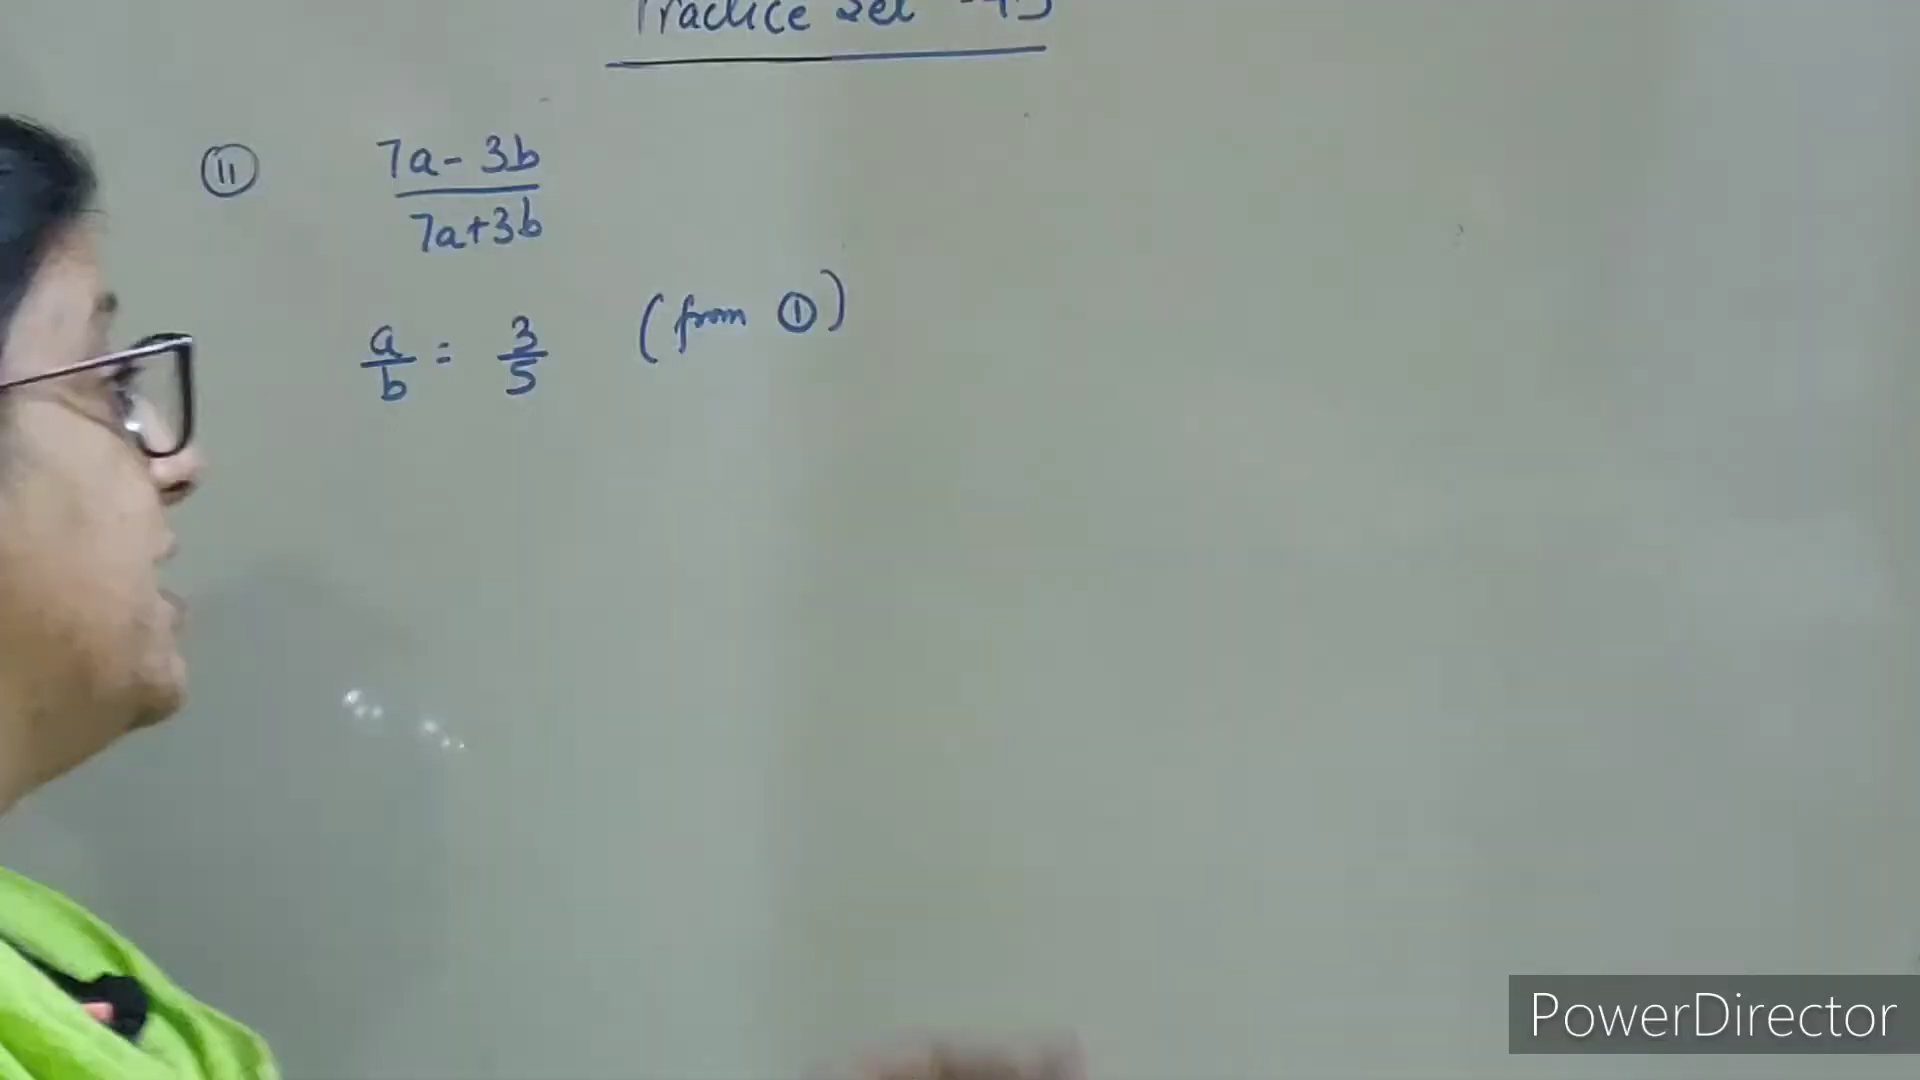 Practice Set
(11) 7a - 3b
7a + 3b
a/b = 3/5 (from ①)
PowerDirector